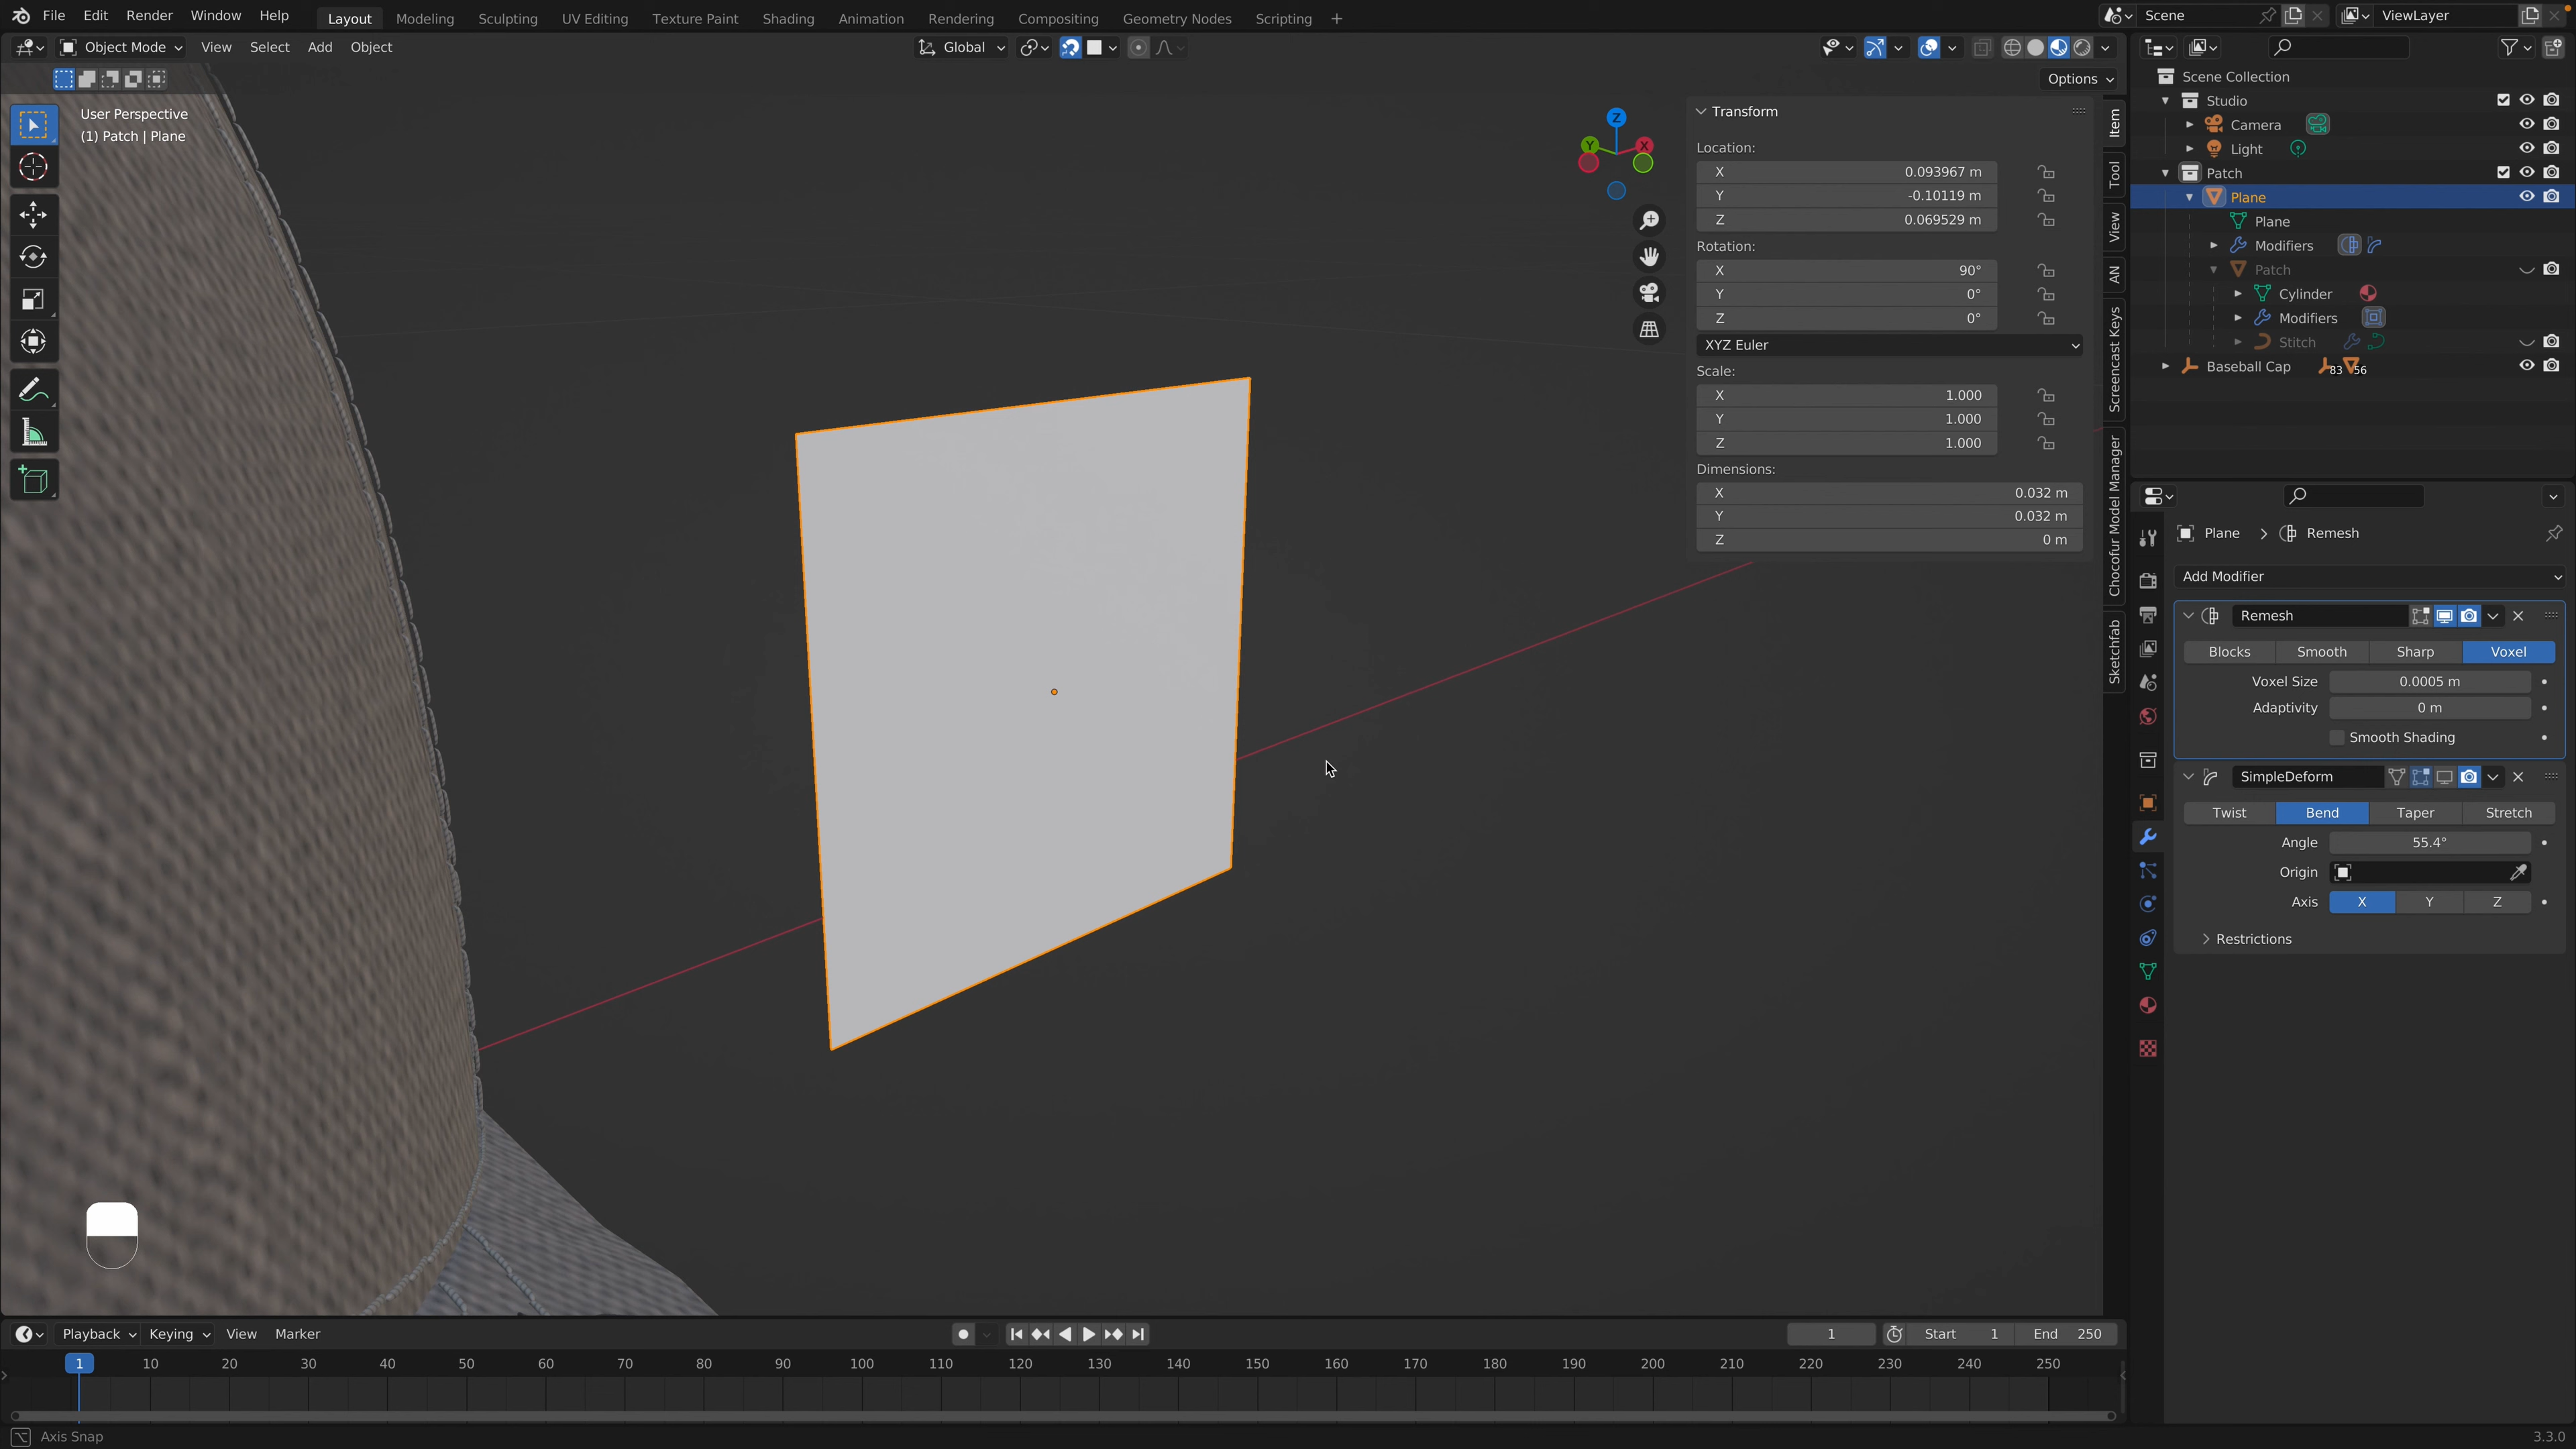 File Edit Render Window Help Layout Modeling Sculpting UV Editing Texture Paint Shading Animation Rendering Compositing Geometry Nodes Scripting + Scene ViewLayer
Object Mode View Select Add Object Global
Options
User Perspective
(1) Patch | Plane
Z
Y
X
Transform
Location:
X 0.093967 m
Y -0.10119 m
Z 0.069529 m
Rotation:
X 90°
Y 0°
Z 0°
XYZ Euler
Scale:
X 1.000
Y 1.000
Z 1.000
Dimensions:
X 0.032 m
Y 0.032 m
Z 0 m
Item
Tool
View
AN
Screencast Keys
Chocofur Model Manager
Sketchfab
Scene Collection
Studio
Camera
Light
Patch
Plane
Plane
Modifiers
Patch
Cylinder
Modifiers
Stitch
Baseball Cap 83 56
Plane > Remesh
Add Modifier
Remesh
Blocks Smooth Sharp Voxel
Voxel Size 0.0005 m
Adaptivity 0 m
Smooth Shading
SimpleDeform
Twist Bend Taper Stretch
Angle 55.4°
Origin
Axis X Y Z
Restrictions
Playback Keying View Marker 1 Start 1 End 250
1 10 20 30 40 50 60 70 80 90 100 110 120 130 140 150 160 170 180 190 200 210 220 230 240 250
Axis Snap 3.3.0